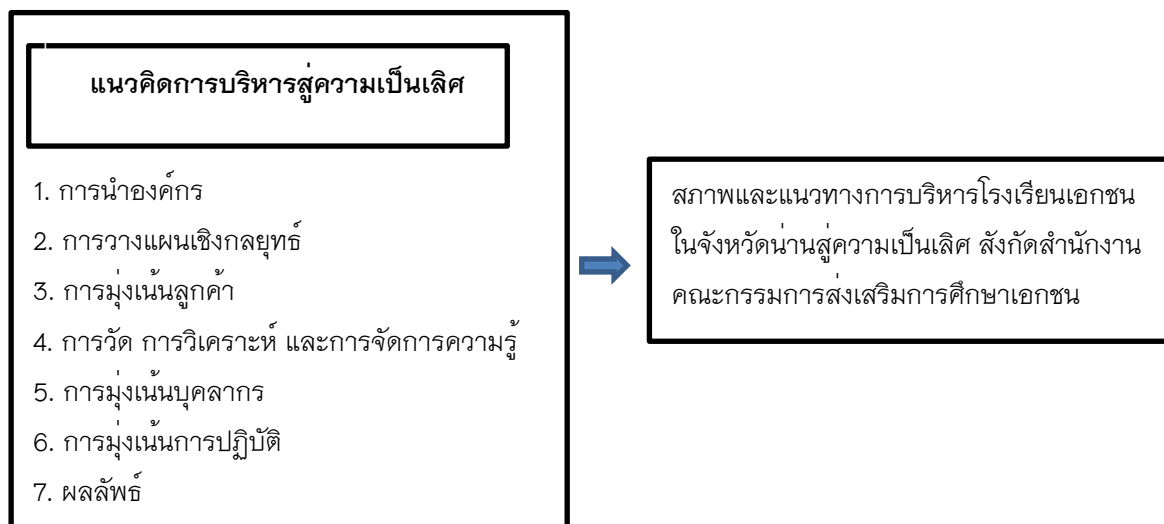 แนวคิดการบริหารสู่ความเป็นเลิศ
1. การนำองค์กร
2. การวางแผนเชิงกลยุทธ์
3. การมุ่งเน้นลูกค้า
4. การวัด การวิเคราะห์ และการจัดการความรู้
5. การมุ่งเน้นบุคลากร
6. การมุ่งเน้นการปฏิบัติ
7. ผลลัพธ์
สภาพและแนวทางการบริหารโรงเรียนเอกชน
ในจังหวัดน่านสู่ความเป็นเลิศ สังกัดสำนักงาน
คณะกรรมการส่งเสริมการศึกษาเอกชน